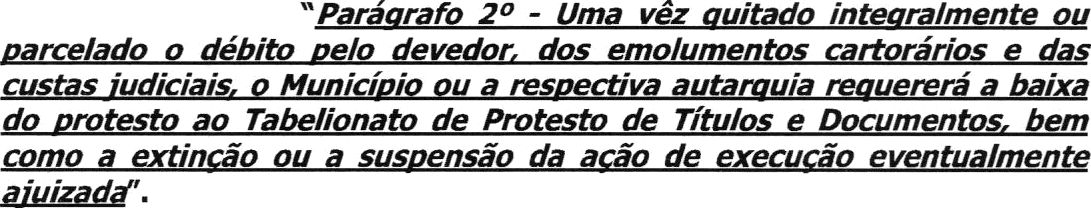 "Parágrafo 2º - Uma vêz quitado integralmente ou
parcelado o débito pelo devedor, dos emolumentos cartorários e das
custas judiciais, o Município ou a respectiva autarquia requererá a baixa
do protesto ao Tabelionato de Protesto de Títulos e Documentos, bem
como a extinção ou a suspensão da ação de execução eventualmente
ajuizada".